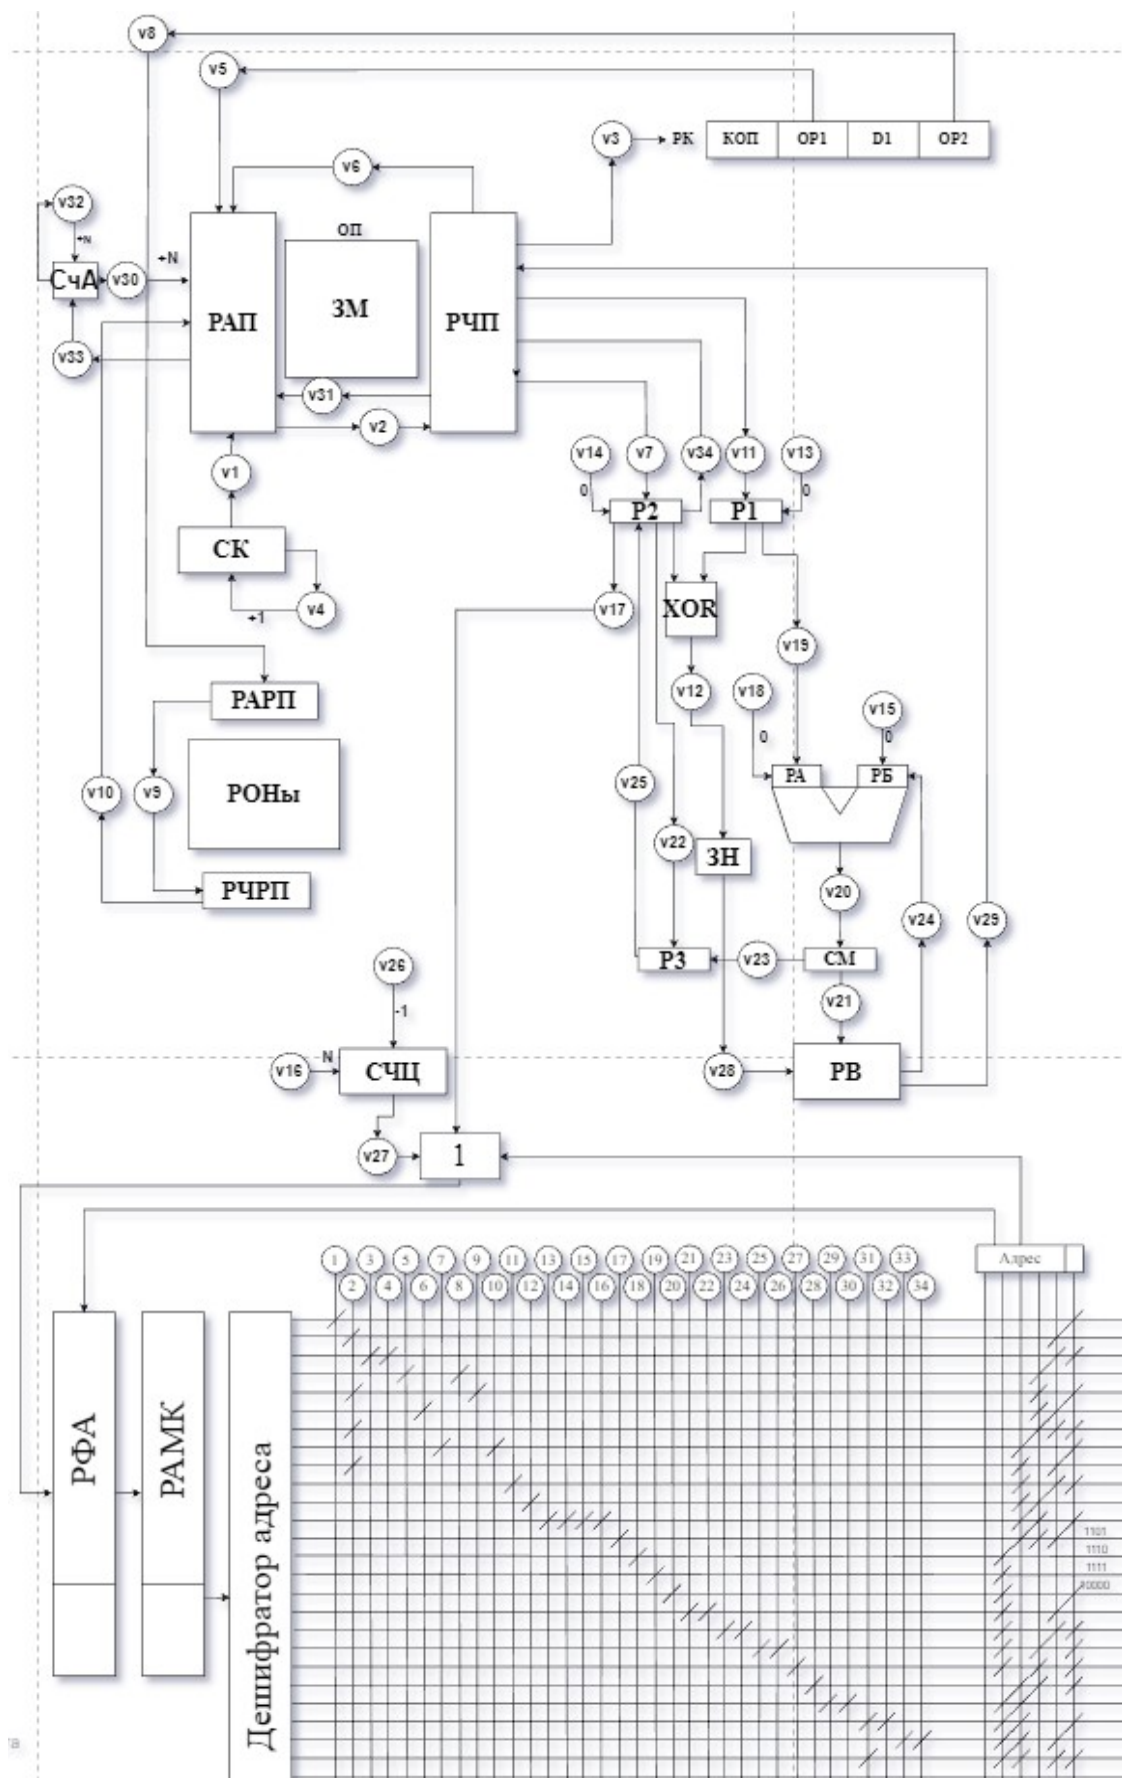 v8
v5
v3
РК
КОП
ОР1
D1
ОР2
v6
v32
+N
ОП
СчА
v30
+N
РАП
ЗМ
РЧП
v33
v31
v2
v1
v14
v7
v34
v11
v13
0
0
Р2
Р1
СК
v4
+1
v17
XOR
v19
РАРП
v12
v18
v15
0
0
v10
v9
РОНы
v25
РА
РБ
v22
ЗН
РЧРП
v20
v24
v29
v26
-1
Р3
v23
СМ
v21
v16
N
СЧЦ
v28
РВ
v27
1
1 3 5 7 9 11 13 15 17 19 21 23 25 27 29 31 33
Адрес
2 4 6 8 10 12 14 16 18 20 22 24 26 28 30 32 34
РФА
РАМК
Дешифратор адреса
1101
1110
1111
10000
та